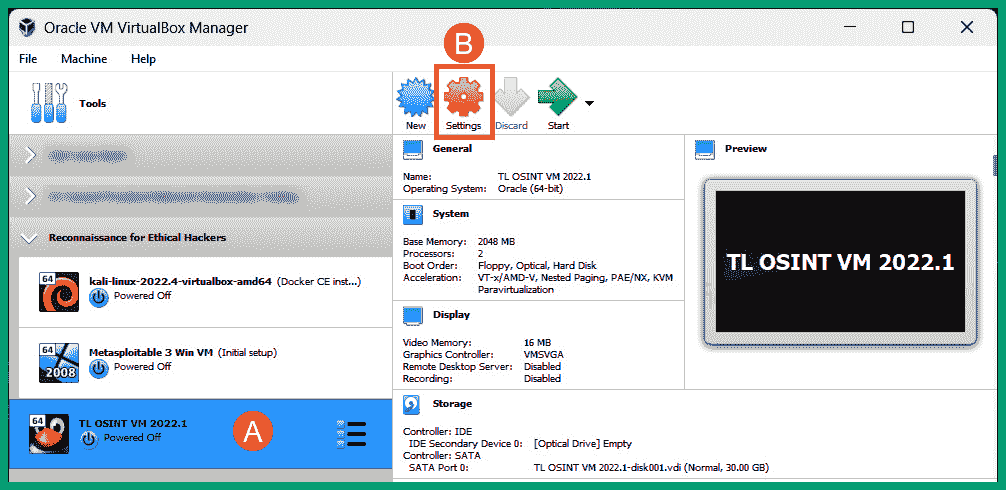 Oracle VM VirtualBox Manager
B
File Machine Help
Tools
New Settings Discard Start
Reconnaissance for Ethical Hackers
64
kali-linux-2022.4-virtualbox-amd64 (Docker CE inst...)
Powered Off
64
2008
Metasploitable 3 Win VM (Initial setup)
Powered Off
64
TL OSINT VM 2022.1
Powered Off
A
General
Name: TL OSINT VM 2022.1
Operating System: Oracle (64-bit)
System
Base Memory: 2048 MB
Processors: 2
Boot Order: Floppy, Optical, Hard Disk
Acceleration: VT-x/AMD-V, Nested Paging, PAE/NX, KVM
Paravirtualization
Display
Video Memory: 16 MB
Graphics Controller: VMSVGA
Remote Desktop Server: Disabled
Recording: Disabled
Storage
Controller: IDE
IDE Secondary Device 0: [Optical Drive] Empty
Controller: SATA
SATA Port 0: TL OSINT VM 2022.1-disk001.vdi (Normal, 30.00 GB)
Preview
TL OSINT VM 2022.1